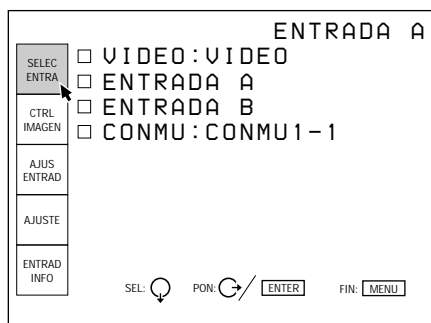 ENTRADA A
SELEC
ENTRA
CTRL
IMAGEN
AJUS
ENTRAD
AJUSTE
ENTRAD
INFO
VIDEO:VIDEO
ENTRADA A
ENTRADA B
CONMU:CONMU1-1
SEL: PON: / ENTER FIN: MENU